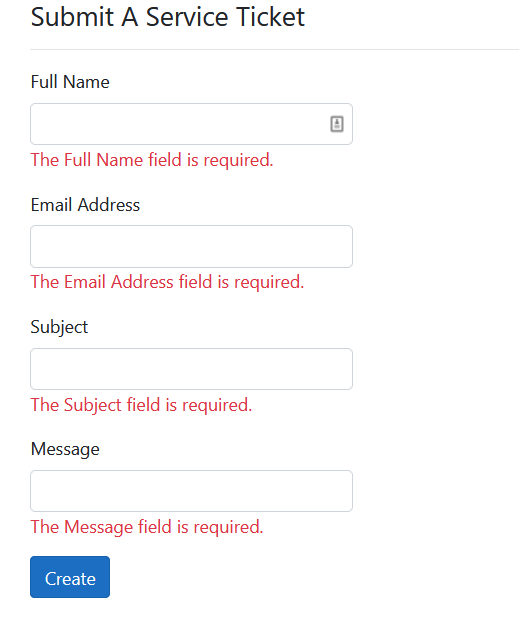 Submit A Service Ticket
Full Name
The Full Name field is required.
Email Address
The Email Address field is required.
Subject
The Subject field is required.
Message
The Message field is required.
Create